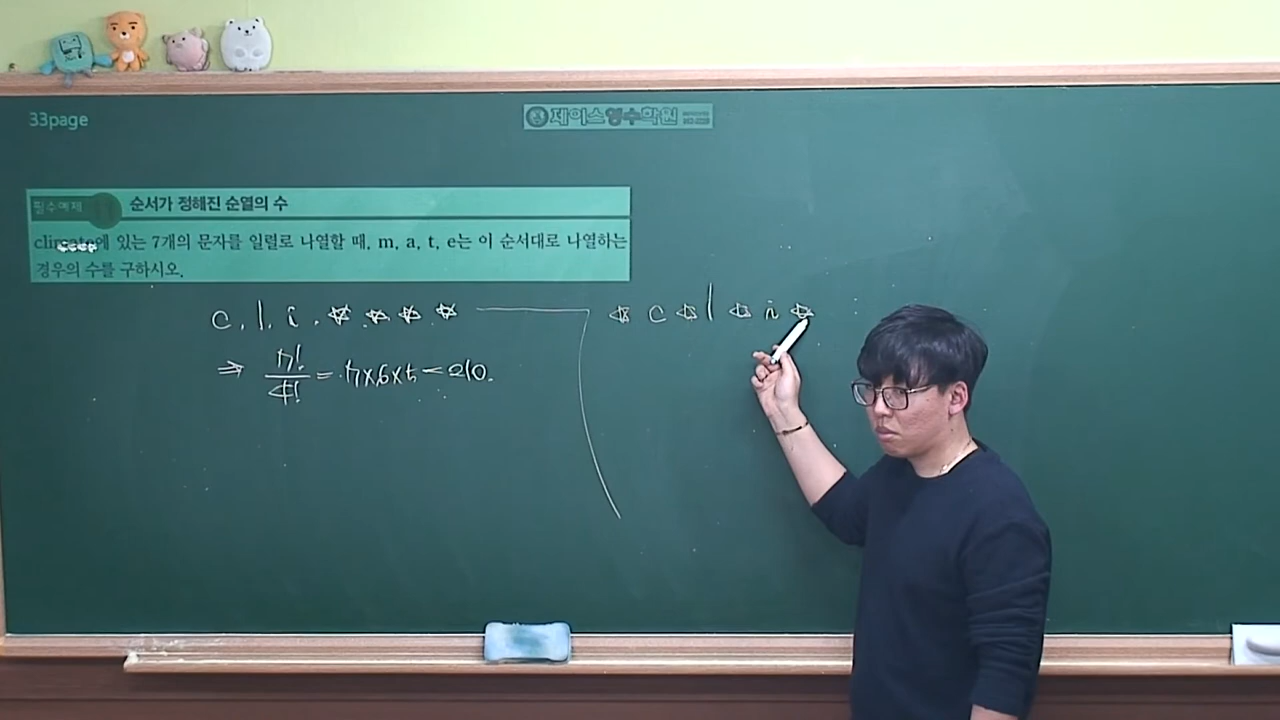 33page
제이스영수학원
필수예제
순서가 정해진 순열의 수
climate에 있는 7개의 문자를 일렬로 나열할 때, m, a, t, e는 이 순서대로 나열하는
경우의 수를 구하시오.
c, l, i, ☆ ☆ ☆ ☆
☆ c ☆ l ☆ i ☆
⇒ 7!/4! = 7×6×5 = 210.